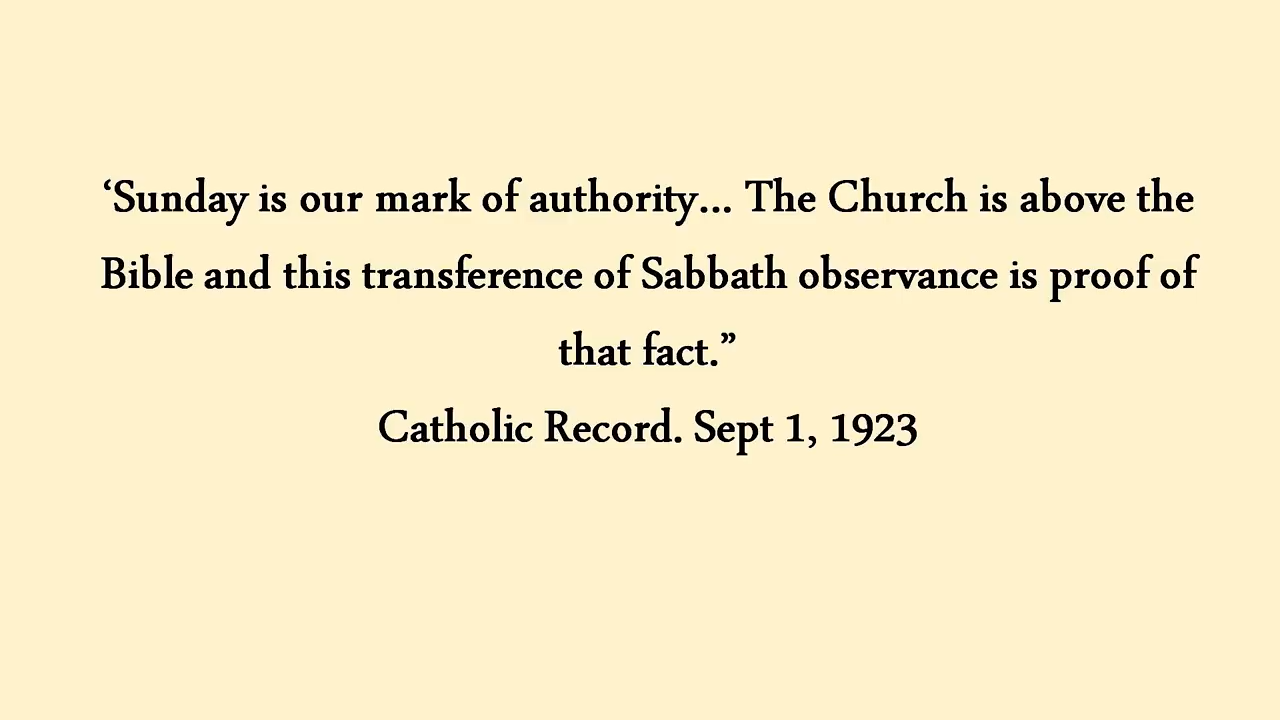 ‘Sunday is our mark of authority... The Church is above the
Bible and this transference of Sabbath observance is proof of
that fact.”
Catholic Record. Sept 1, 1923